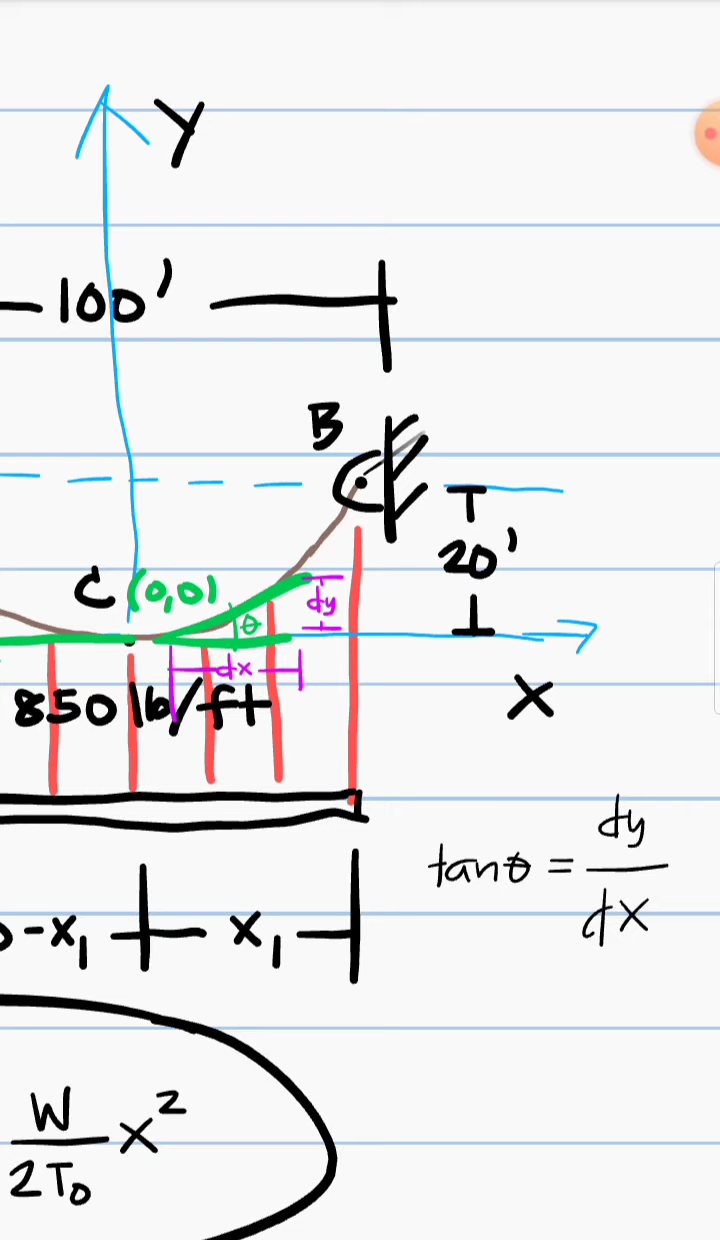 Y
100'
B
20'
C (0,0)
θ
dy
dx
850 lb/ft
X
tanθ = dy/dx
-x₁
x₁
W/2T₀ x²